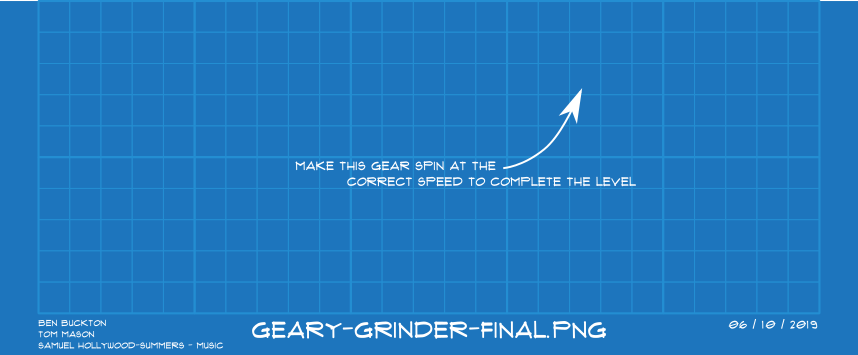 MAKE THIS GEAR SPIN AT THE
CORRECT SPEED TO COMPLETE THE LEVEL
BEN BUCKTON
TOM MASON
SAMUEL HOLLYWOOD-SUMMERS - MUSIC
GEARY-GRINDER-FINAL.PNG
06 / 10 / 2019